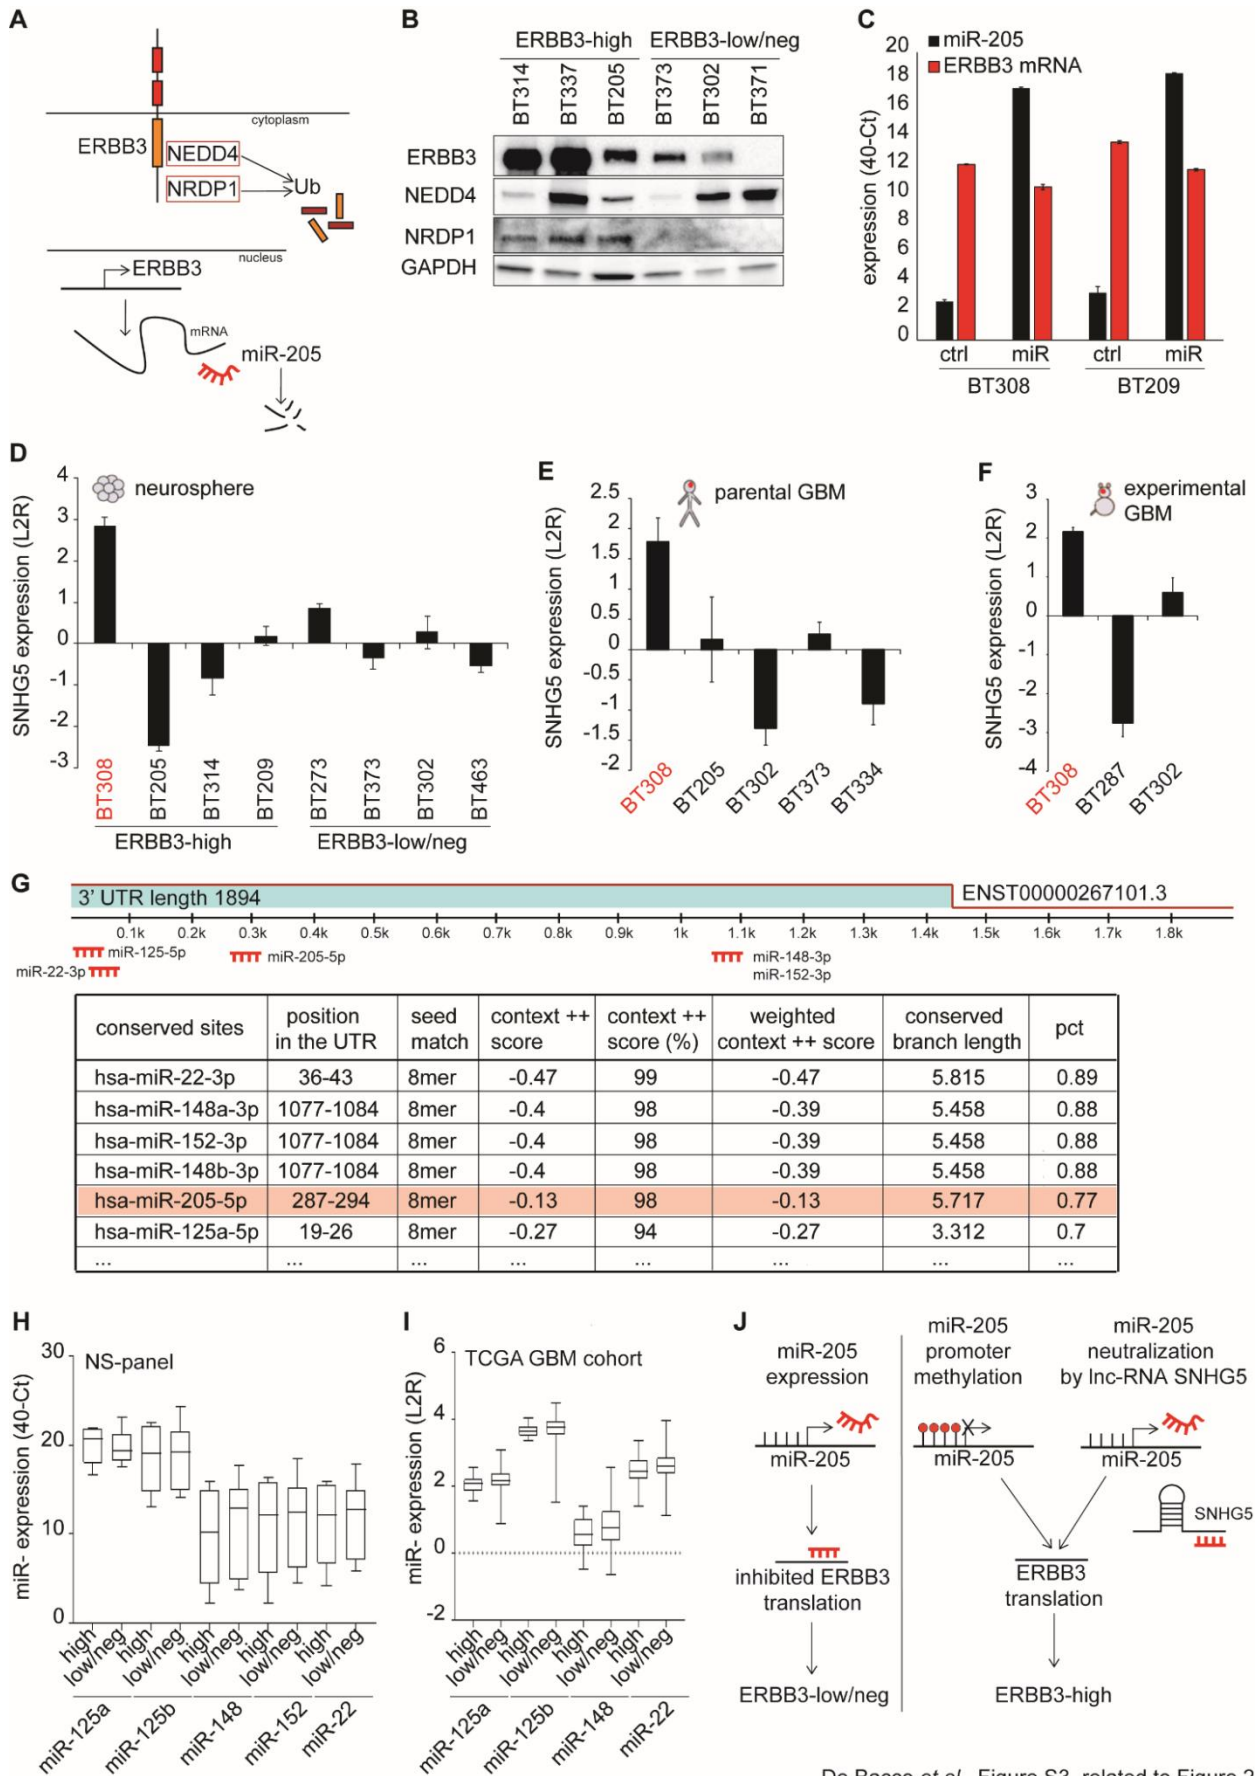 A
cytoplasm
ERBB3
NEDD4
NRDP1
Ub
nucleus
ERBB3
mRNA
miR-205
B
ERBB3-high ERBB3-low/neg
BT314 BT337 BT205 BT373 BT302 BT371
ERBB3
NEDD4
NRDP1
GAPDH
C
miR-205
ERBB3 mRNA
expression (40-Ct)
20
18
16
14
12
10
8
6
4
2
0
ctrl miR ctrl miR
BT308 BT209
D
neurosphere
SNHG5 expression (L2R)
4
3
2
1
0
-1
-2
-3
BT308 BT205 BT314 BT209 BT273 BT373 BT302 BT463
ERBB3-high ERBB3-low/neg
E
parental GBM
SNHG5 expression (L2R)
2.5
2
1.5
1
0.5
0
-0.5
-1
-1.5
-2
BT308 BT205 BT302 BT373 BT334
F
experimental
GBM
SNHG5 expression (L2R)
3
2
1
0
-1
-2
-3
-4
BT308 BT287 BT302
G
3' UTR length 1894 ENST00000267101.3
0.1k 0.2k 0.3k 0.4k 0.5k 0.6k 0.7k 0.8k 0.9k 1k 1.1k 1.2k 1.3k 1.4k 1.5k 1.6k 1.7k 1.8k
miR-125-5p miR-205-5p miR-148-3p
miR-22-3p miR-152-3p
conserved sites position in the UTR seed match context ++ score context ++ score (%) weighted context ++ score conserved branch length pct
hsa-miR-22-3p 36-43 8mer -0.47 99 -0.47 5.815 0.89
hsa-miR-148a-3p 1077-1084 8mer -0.4 98 -0.39 5.458 0.88
hsa-miR-152-3p 1077-1084 8mer -0.4 98 -0.39 5.458 0.88
hsa-miR-148b-3p 1077-1084 8mer -0.4 98 -0.39 5.458 0.88
hsa-miR-205-5p 287-294 8mer -0.13 98 -0.13 5.717 0.77
hsa-miR-125a-5p 19-26 8mer -0.27 94 -0.27 3.312 0.7
... ... ... ... ... ... ... ...
H
NS-panel
miR- expression (40-Ct)
30
20
10
0
high low/neg high low/neg high low/neg high low/neg high low/neg
miR-125a miR-125b miR-148 miR-152 miR-22
I
TCGA GBM cohort
miR- expression (L2R)
6
4
2
0
-2
high low/neg high low/neg high low/neg high low/neg
miR-125a miR-125b miR-148 miR-22
J
miR-205
expression
miR-205
inhibited ERBB3
translation
ERBB3-low/neg
miR-205
promoter
methylation
miR-205
miR-205
neutralization
by lnc-RNA SNHG5
miR-205
SNHG5
ERBB3
translation
ERBB3-high